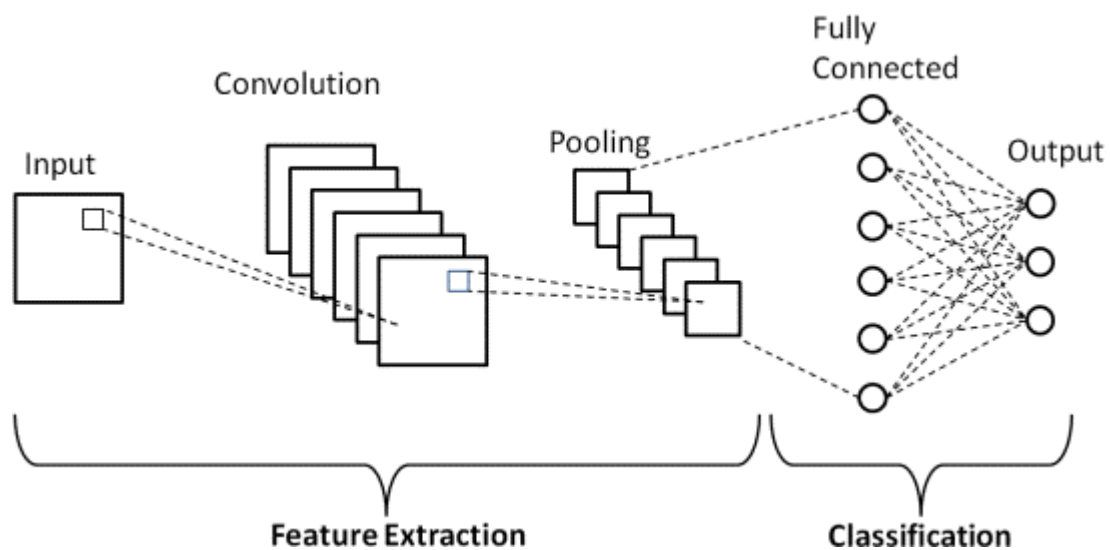 Input
Convolution
Pooling
Fully
Connected
Output
Feature Extraction
Classification